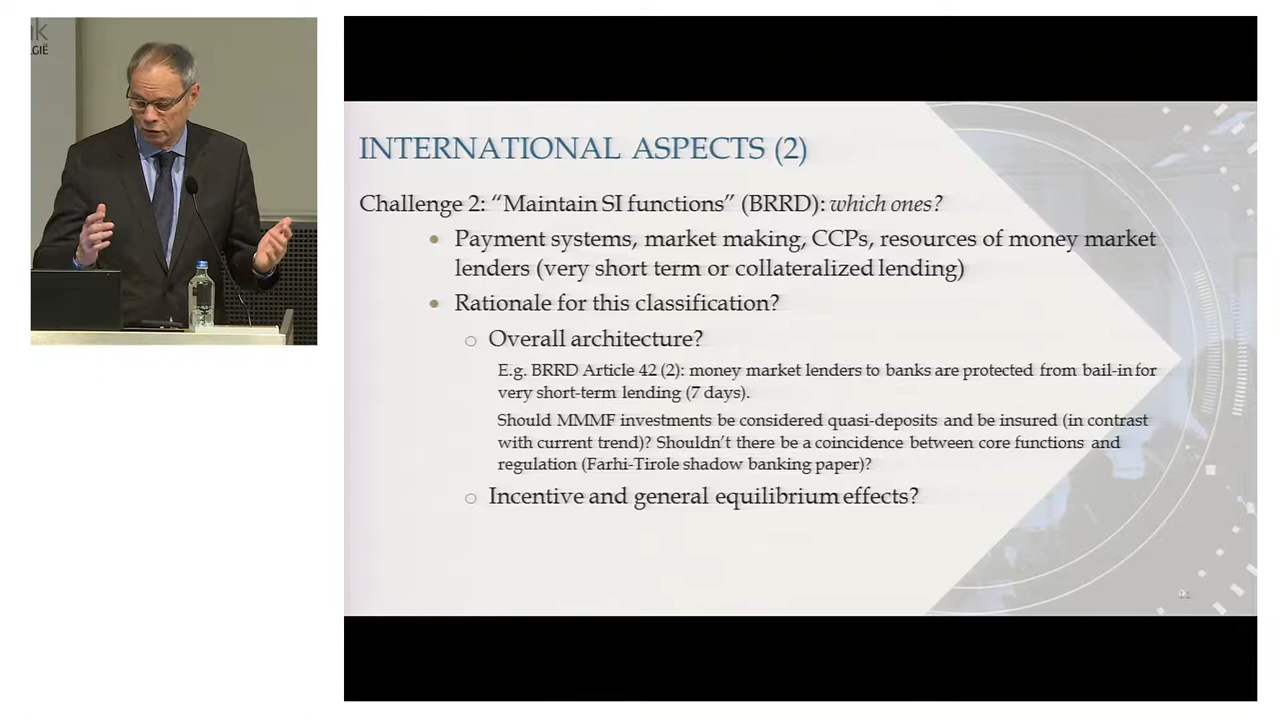 GIË
INTERNATIONAL ASPECTS (2)
Challenge 2: “Maintain SI functions” (BRRD): which ones?
• Payment systems, market making, CCPs, resources of money market
lenders (very short term or collateralized lending)
• Rationale for this classification?
○ Overall architecture?
E.g. BRRD Article 42 (2): money market lenders to banks are protected from bail-in for
very short-term lending (7 days).
Should MMMF investments be considered quasi-deposits and be insured (in contrast
with current trend)? Shouldn't there be a coincidence between core functions and
regulation (Farhi-Tirole shadow banking paper)?
○ Incentive and general equilibrium effects?